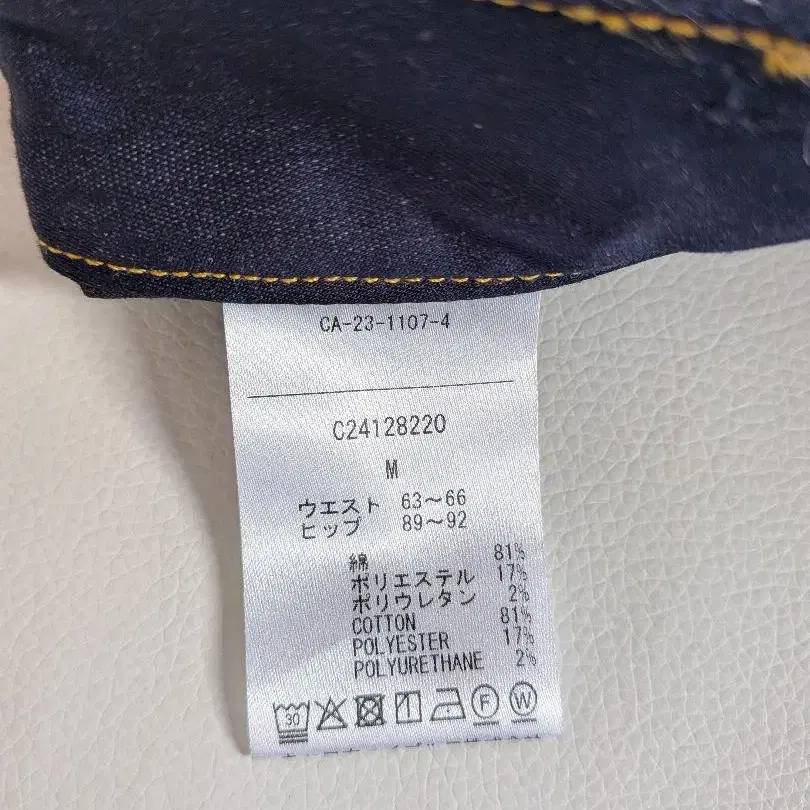 CA-23-1107-4
C24128220
M
ウエスト 63～66
ヒップ 89～92
綿 81%
ポリエステル 17%
ポリウレタン 2%
COTTON 81%
POLYESTER 17%
POLYURETHANE 2%
30 F W